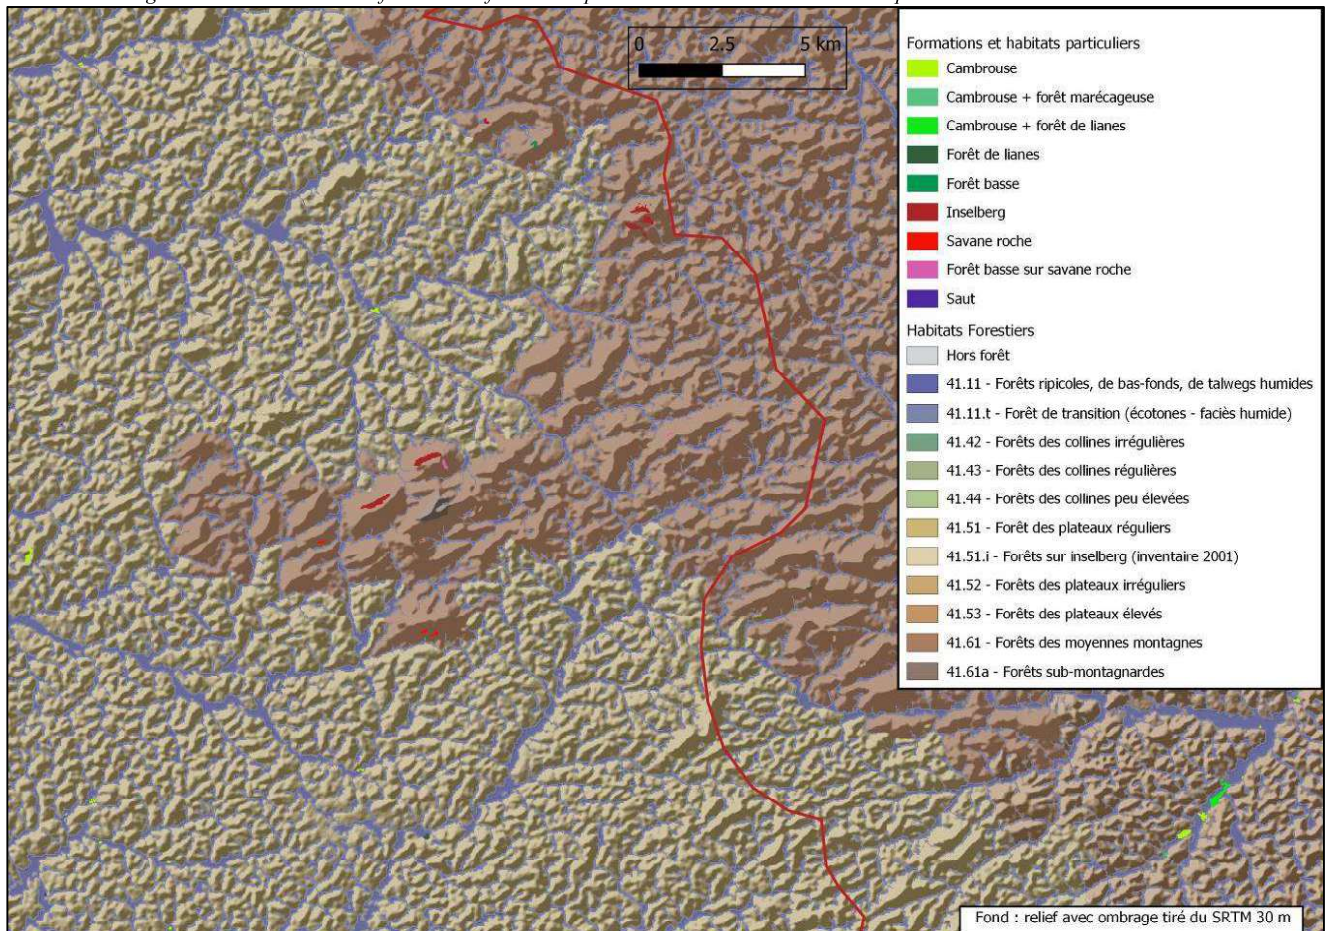 0 2.5 5 km
Formations et habitats particuliers
Cambrouse
Cambrouse + forêt marécageuse
Cambrouse + forêt de lianes
Forêt de lianes
Forêt basse
Inselberg
Savane roche
Forêt basse sur savane roche
Saut
Habitats Forestiers
Hors forêt
41.11 - Forêts ripicoles, de bas-fonds, de talwegs humides
41.11.t - Forêt de transition (écotones - faciès humide)
41.42 - Forêts des collines irrégulières
41.43 - Forêts des collines régulières
41.44 - Forêts des collines peu élevées
41.51 - Forêt des plateaux réguliers
41.51.i - Forêts sur inselberg (inventaire 2001)
41.52 - Forêts des plateaux irréguliers
41.53 - Forêts des plateaux élevés
41.61 - Forêts des moyennes montagnes
41.61a - Forêts sub-montagnardes
Fond : relief avec ombrage tiré du SRTM 30 m